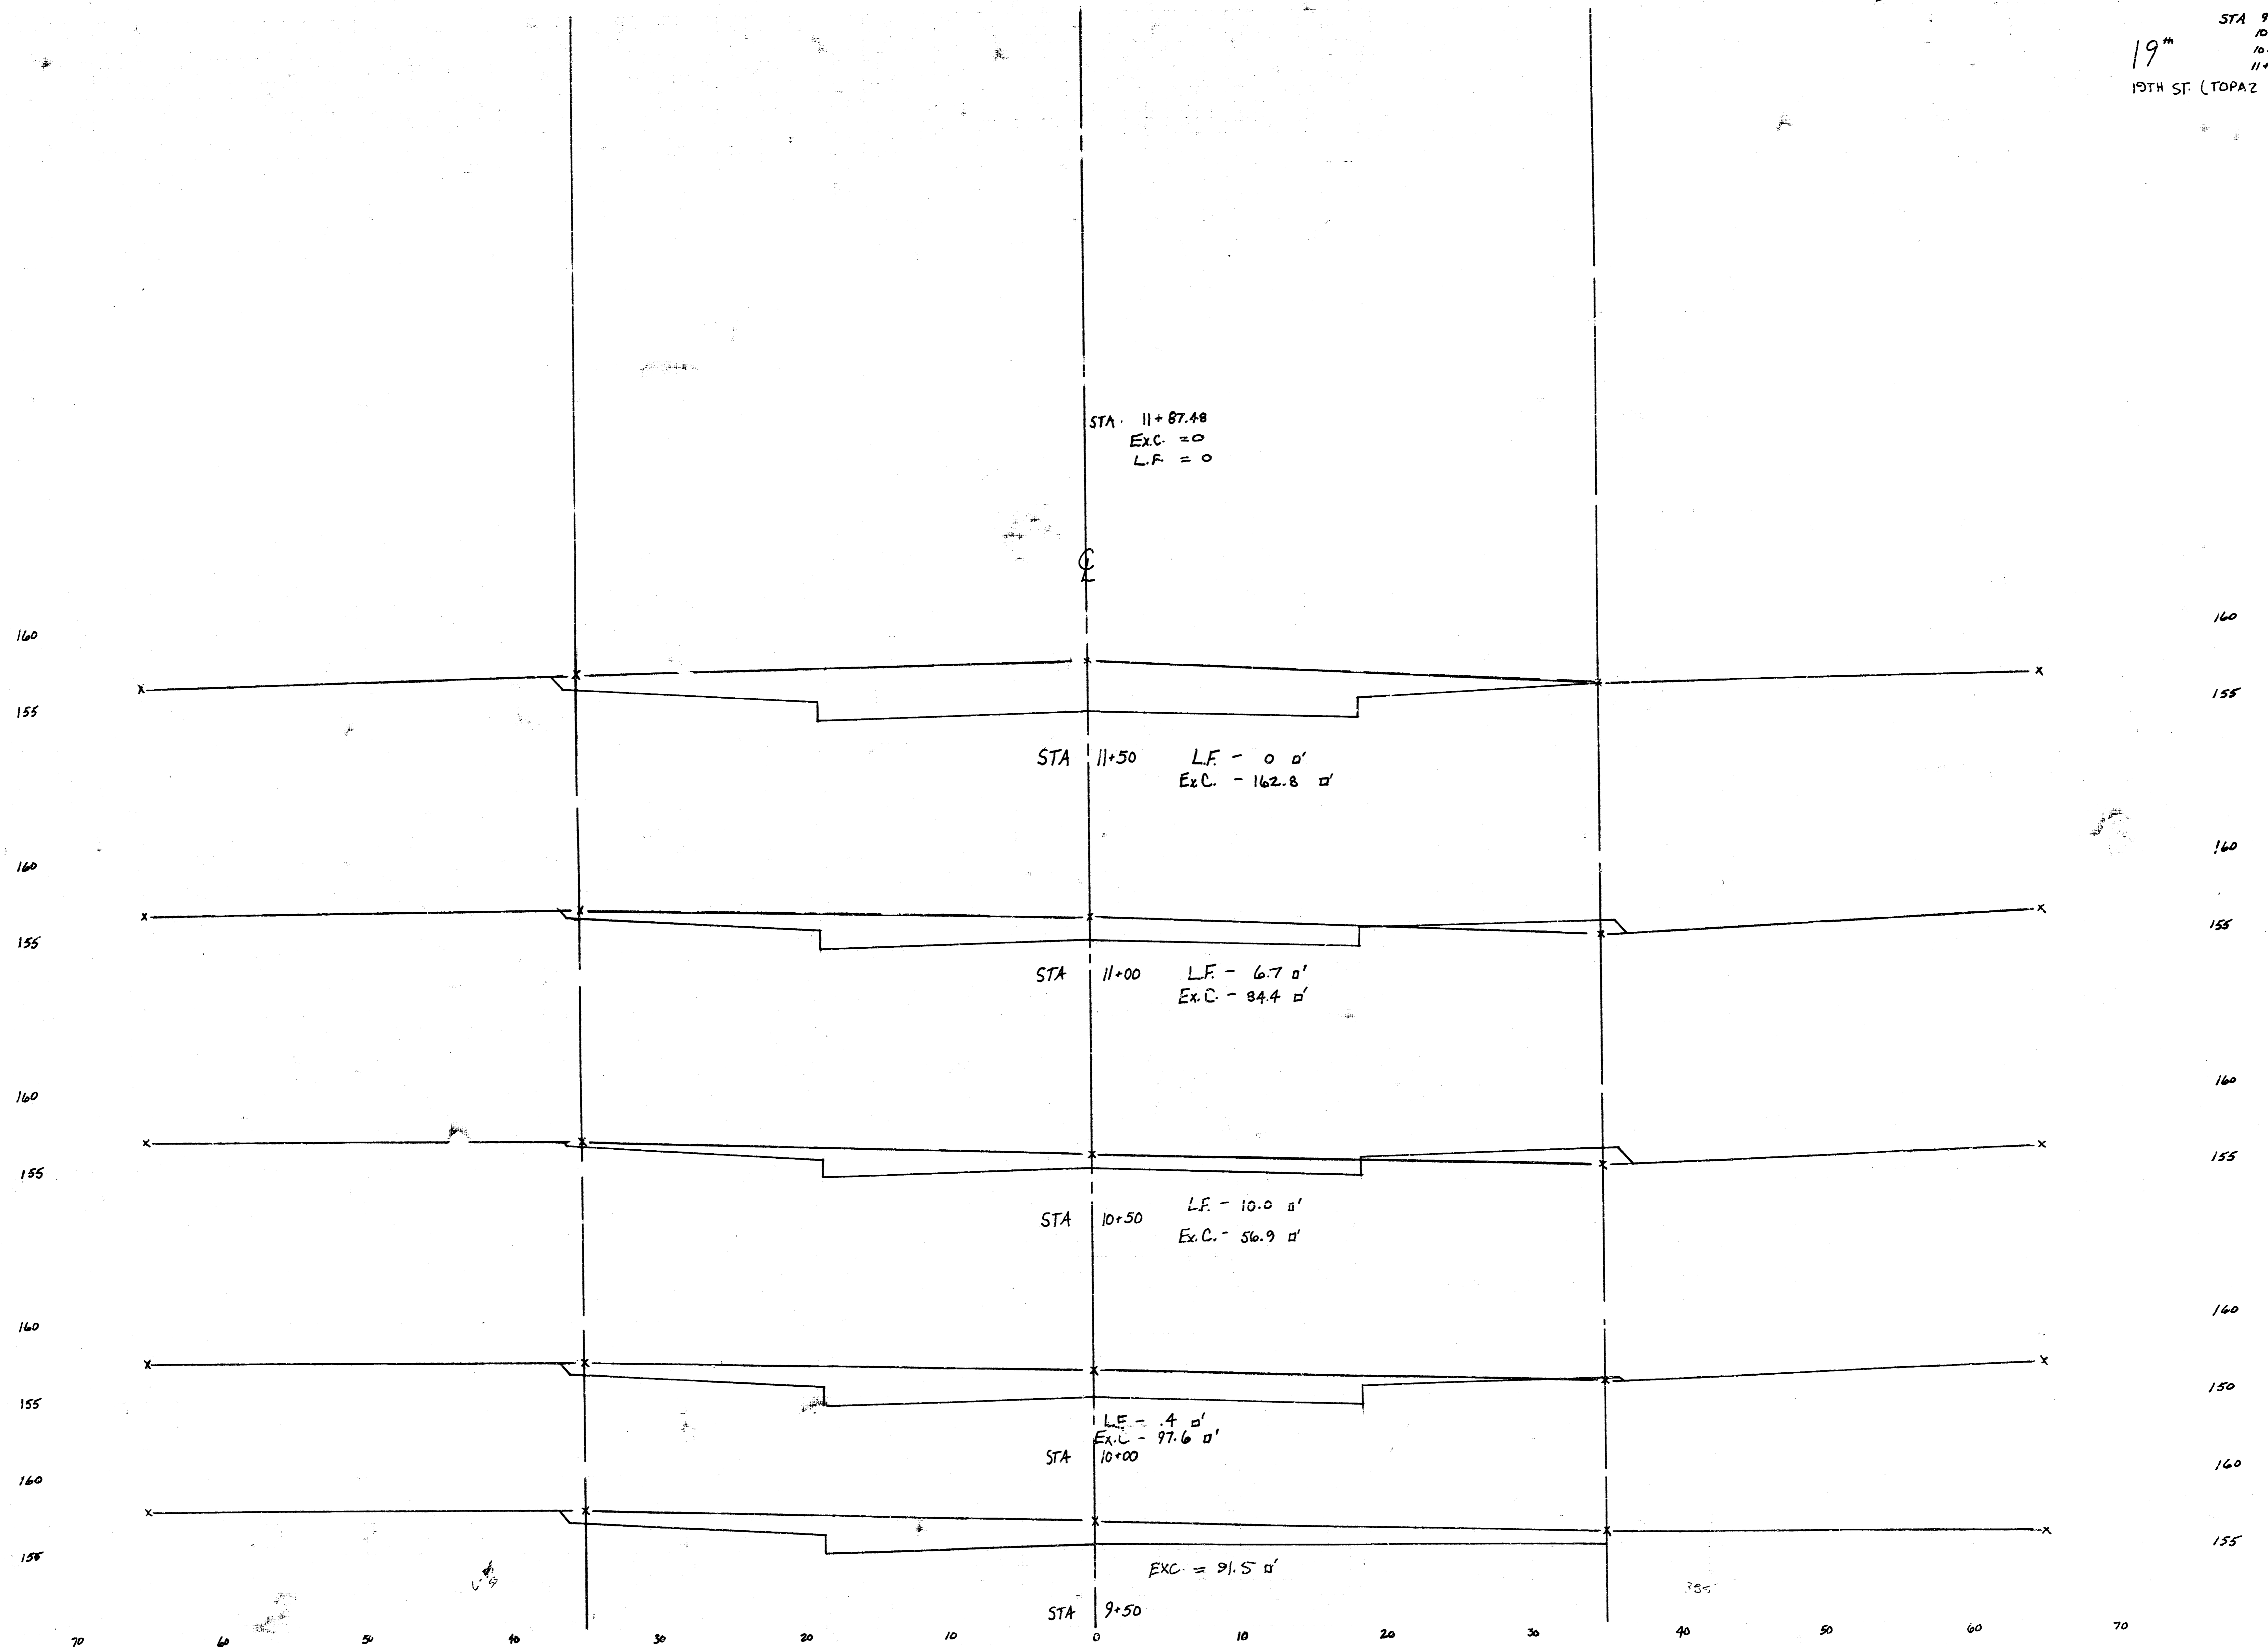 STA 9
10
19th 10
11+
19TH ST. (TOPAZ
STA. 11+87.48
Ex.C. = 0
L.F. = 0
℄
160 160
155 155
STA 11+50 L.F. - 0 □'
Ex.C. - 162.8 □'
160 160
155 155
STA 11+00 L.F. - 6.7 □'
Ex.C. - 84.4 □'
160 160
155 155
STA 10+50 L.F. - 10.0 □'
Ex.C. - 56.9 □'
160 160
155 150
L.F. - .4 □'
Ex.C - 97.6 □'
STA 10+00
160 160
155 155
EXC. = 91.5 □'
STA 9+50
70 60 50 40 30 20 10 0 10 20 30 40 50 60 70